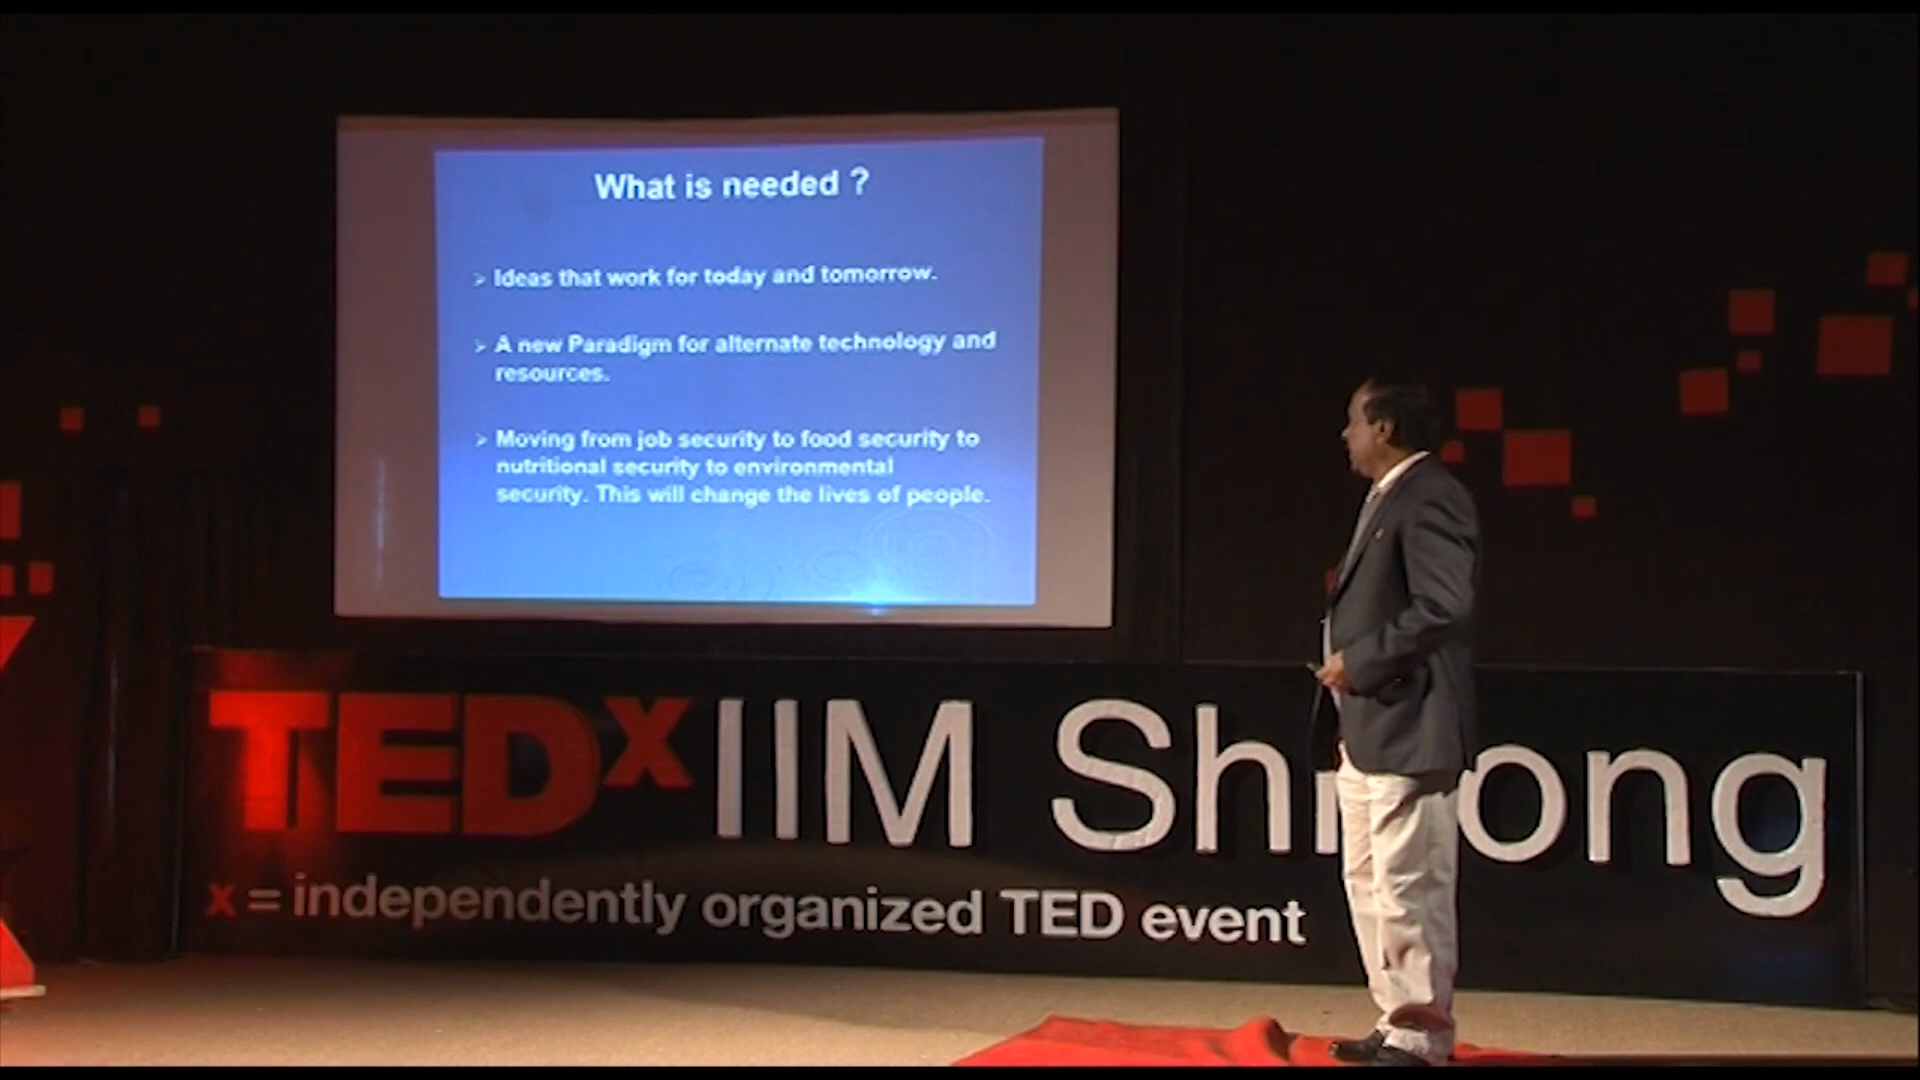 What is needed ?
> Ideas that work for today and tomorrow.
> A new Paradigm for alternate technology and
resources.
> Moving from job security to food security to
nutritional security to environmental
security. This will change the lives of people.
TEDx IIM Sh ong
x = independently organized TED event